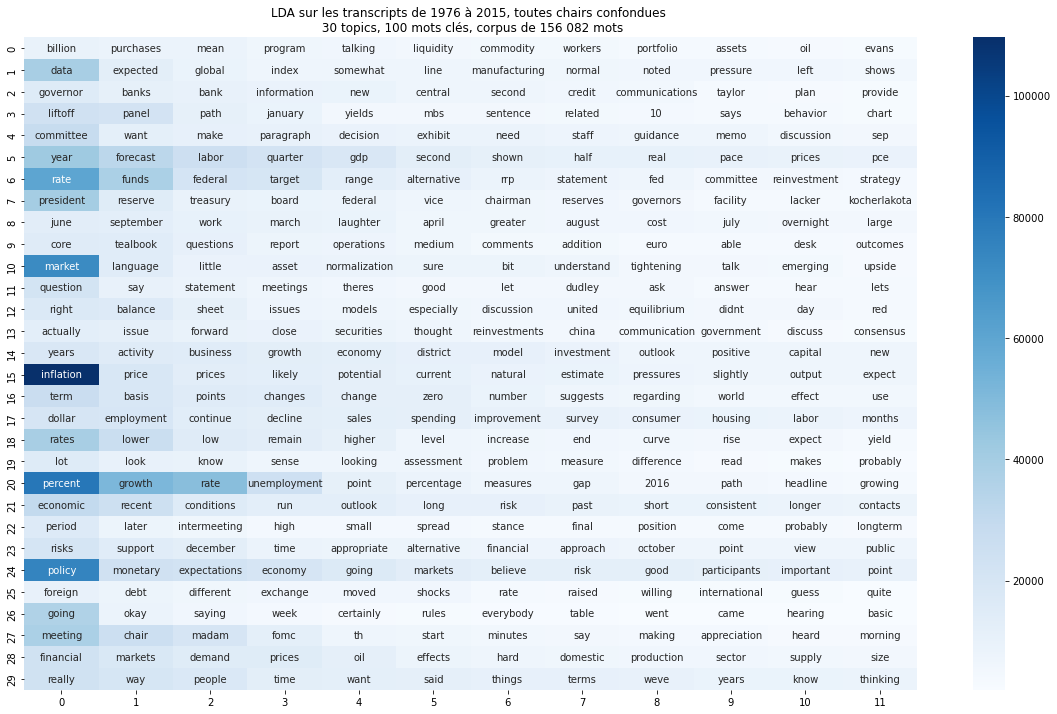 LDA sur les transcripts de 1976 à 2015, toutes chairs confondues
30 topics, 100 mots clés, corpus de 156 082 mots
0 billion purchases mean program talking liquidity commodity workers portfolio assets oil evans
1 data expected global index somewhat line manufacturing normal noted pressure left shows
2 governor banks bank information new central second credit communications taylor plan provide
3 liftoff panel path january yields mbs sentence related 10 says behavior chart
4 committee want make paragraph decision exhibit need staff guidance memo discussion sep
5 year forecast labor quarter gdp second shown half real pace prices pce
6 rate funds federal target range alternative rrp statement fed committee reinvestment strategy
7 president reserve treasury board federal vice chairman reserves governors facility lacker kocherlakota
8 june september work march laughter april greater august cost july overnight large
9 core tealbook questions report operations medium comments addition euro able desk outcomes
10 market language little asset normalization sure bit understand tightening talk emerging upside
11 question say statement meetings theres good let dudley ask answer hear lets
12 right balance sheet issues models especially discussion united equilibrium didnt day red
13 actually issue forward close securities thought reinvestments china communication government discuss consensus
14 years activity business growth economy district model investment outlook positive capital new
15 inflation price prices likely potential current natural estimate pressures slightly output expect
16 term basis points changes change zero number suggests regarding world effect use
17 dollar employment continue decline sales spending improvement survey consumer housing labor months
18 rates lower low remain higher level increase end curve rise expect yield
19 lot look know sense looking assessment problem measure difference read makes probably
20 percent growth rate unemployment point percentage measures gap 2016 path headline growing
21 economic recent conditions run outlook long risk past short consistent longer contacts
22 period later intermeeting high small spread stance final position come probably longterm
23 risks support december time appropriate alternative financial approach october point view public
24 policy monetary expectations economy going markets believe risk good participants important point
25 foreign debt different exchange moved shocks rate raised willing international guess quite
26 going okay saying week certainly rules everybody table went came hearing basic
27 meeting chair madam fomc th start minutes say making appreciation heard morning
28 financial markets demand prices oil effects hard domestic production sector supply size
29 really way people time want said things terms weve years know thinking
0 1 2 3 4 5 6 7 8 9 10 11
100000
80000
60000
40000
20000